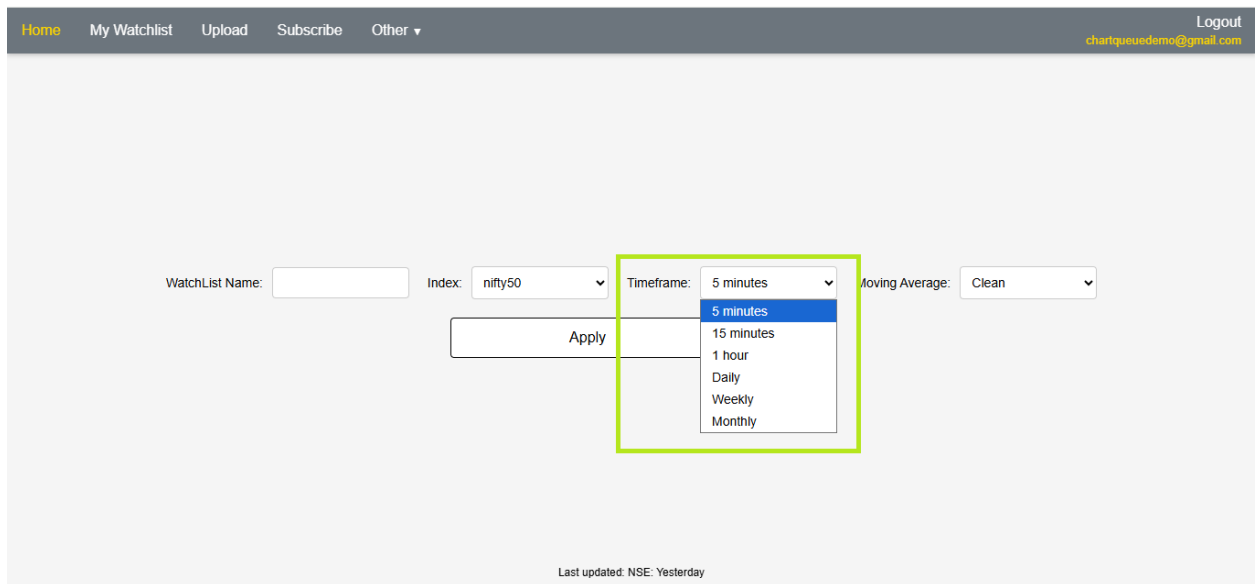 Home My Watchlist Upload Subscribe Other ▾ Logout
chartqueuedemo@gmail.com
WatchList Name: Index: nifty50 Timeframe: 5 minutes Moving Average: Clean
5 minutes
Apply
15 minutes
1 hour
Daily
Weekly
Monthly
Last updated: NSE: Yesterday